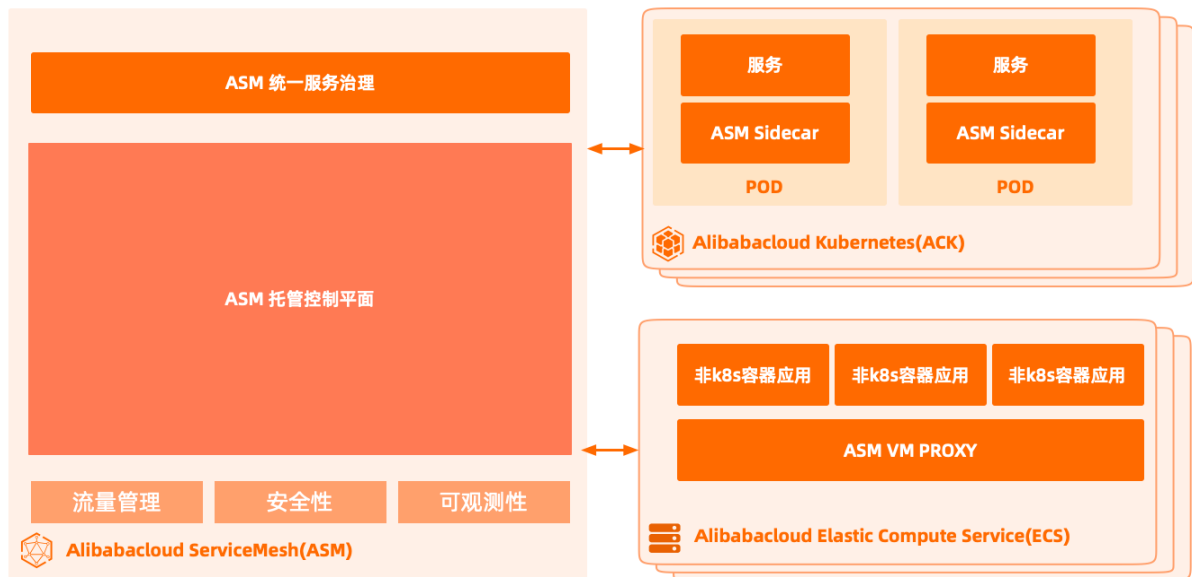 ASM 统一服务治理
ASM 托管控制平面
流量管理
安全性
可观测性
Alibabacloud ServiceMesh(ASM)
服务
ASM Sidecar
POD
服务
ASM Sidecar
POD
Alibabacloud Kubernetes(ACK)
非k8s容器应用
非k8s容器应用
非k8s容器应用
ASM VM PROXY
Alibabacloud Elastic Compute Service(ECS)